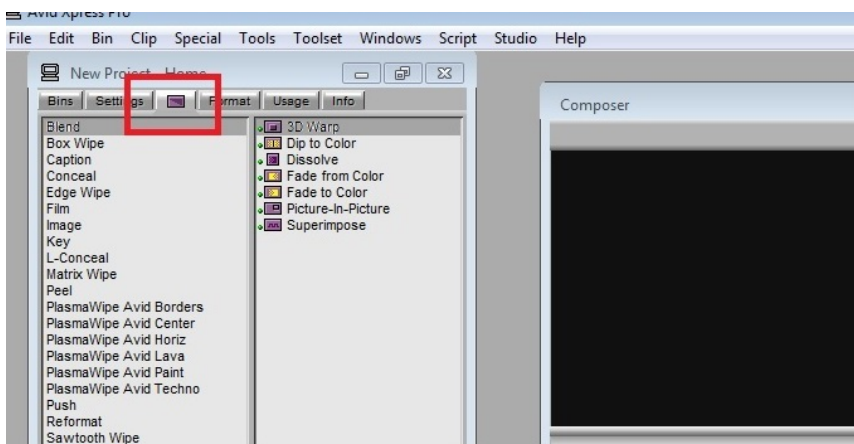 Avid Xpress Pro
File Edit Bin Clip Special Tools Toolset Windows Script Studio Help
New Project - Home
Bins Settings Format Usage Info
Composer
Blend
Box Wipe
Caption
Conceal
Edge Wipe
Film
Image
Key
L-Conceal
Matrix Wipe
Peel
PlasmaWipe Avid Borders
PlasmaWipe Avid Center
PlasmaWipe Avid Horiz
PlasmaWipe Avid Lava
PlasmaWipe Avid Paint
PlasmaWipe Avid Techno
Push
Reformat
Sawtooth Wipe
3D Warp
Dip to Color
Dissolve
Fade from Color
Fade to Color
Picture-In-Picture
Superimpose